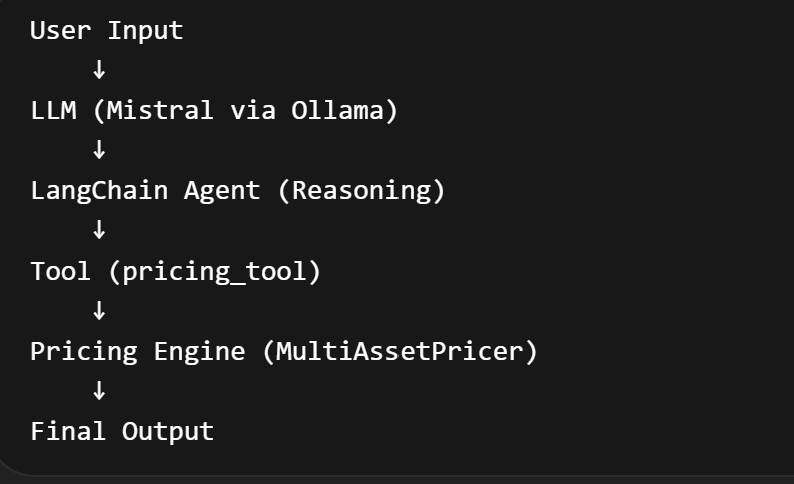 User Input
↓
LLM (Mistral via Ollama)
↓
LangChain Agent (Reasoning)
↓
Tool (pricing_tool)
↓
Pricing Engine (MultiAssetPricer)
↓
Final Output